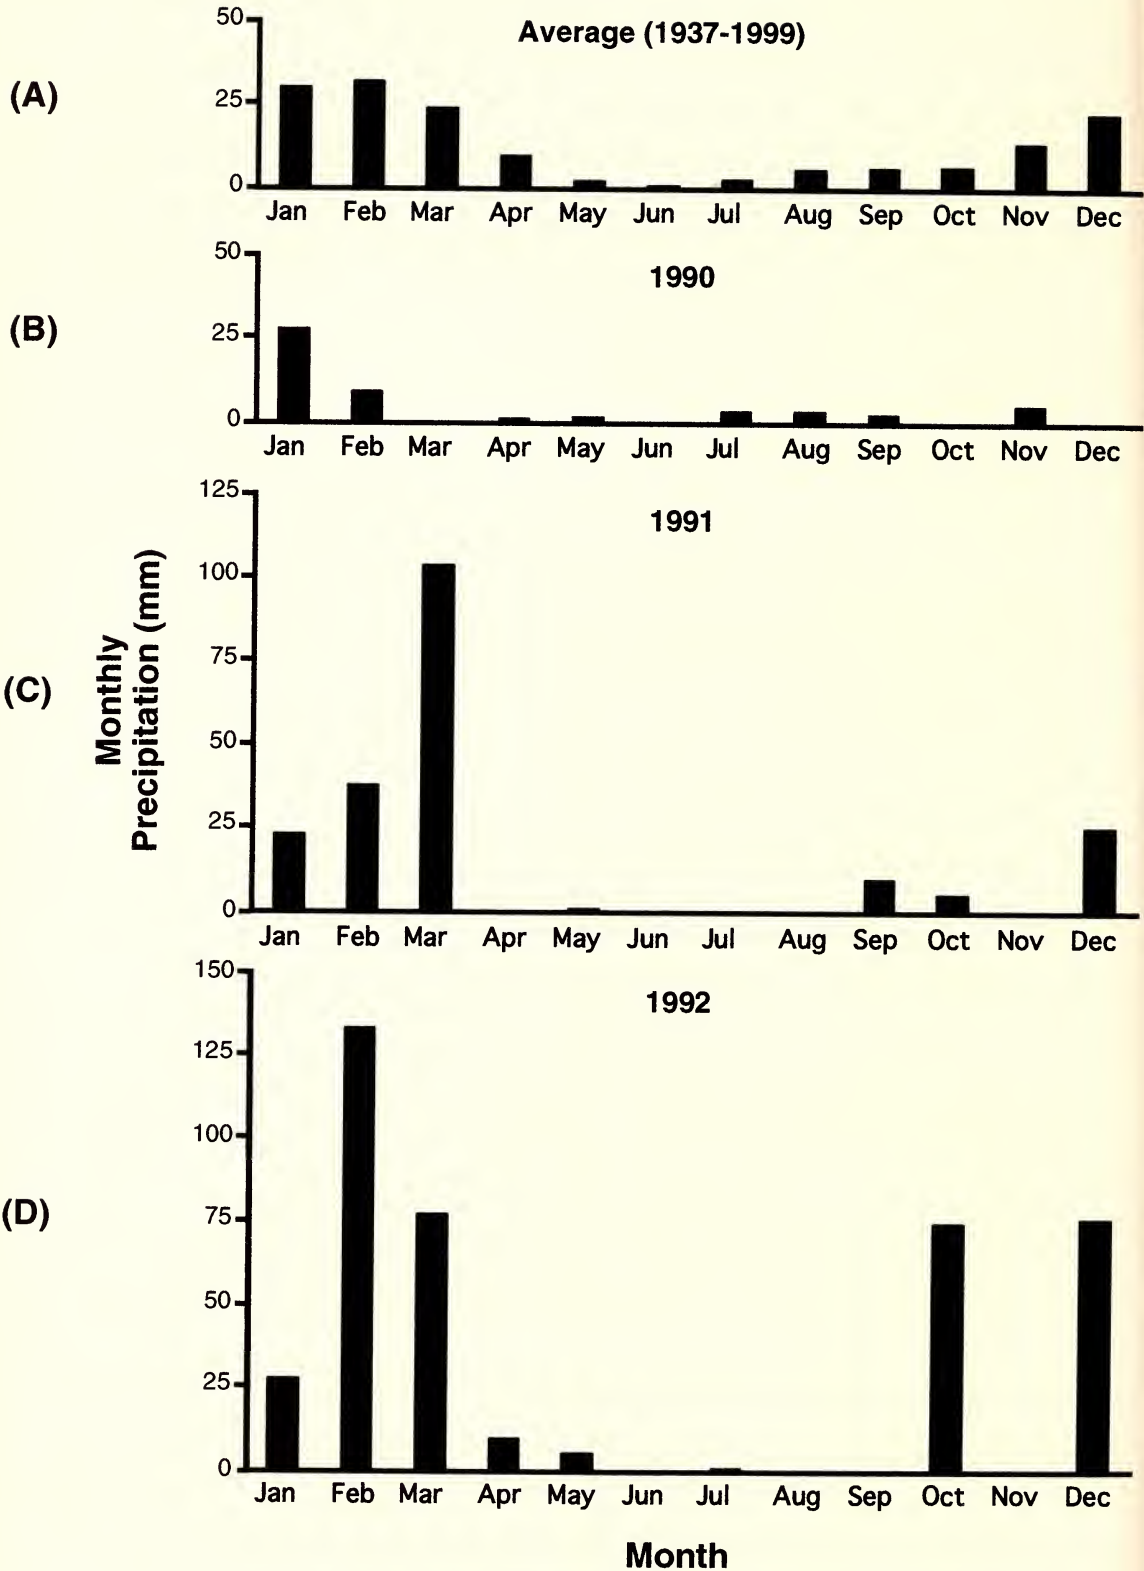 Average (1937-1999)
(A)
50
25
0
Jan Feb Mar Apr May Jun Jul Aug Sep Oct Nov Dec
1990
(B)
50
25
0
Jan Feb Mar Apr May Jun Jul Aug Sep Oct Nov Dec
1991
(C)
Monthly
Precipitation (mm)
125
100
75
50
25
0
Jan Feb Mar Apr May Jun Jul Aug Sep Oct Nov Dec
1992
(D)
150
125
100
75
50
25
0
Jan Feb Mar Apr May Jun Jul Aug Sep Oct Nov Dec
Month